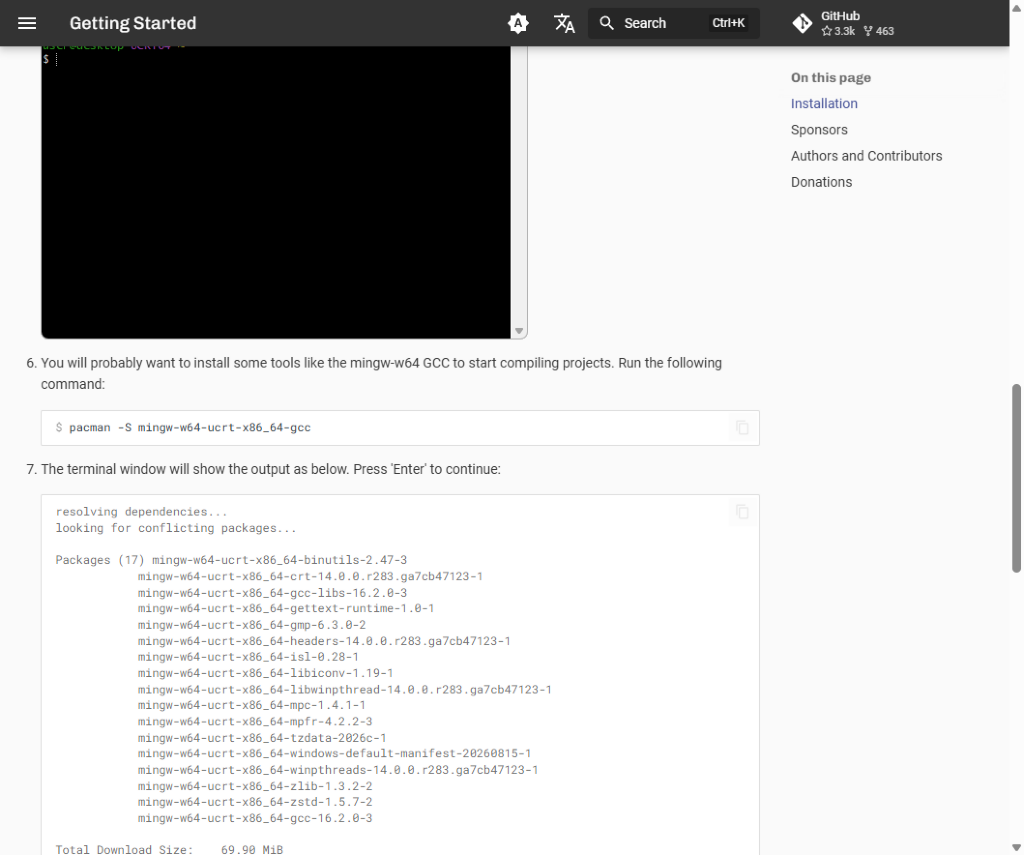 Getting Started
Search
Ctrl+K
GitHub
3.3k 463
$
6. You will probably want to install some tools like the mingw-w64 GCC to start compiling projects. Run the following
command:
$ pacman -S mingw-w64-ucrt-x86_64-gcc
7. The terminal window will show the output as below. Press 'Enter' to continue:
resolving dependencies...
looking for conflicting packages...
Packages (17) mingw-w64-ucrt-x86_64-binutils-2.47-3
mingw-w64-ucrt-x86_64-crt-14.0.0.r283.ga7cb47123-1
mingw-w64-ucrt-x86_64-gcc-libs-16.2.0-3
mingw-w64-ucrt-x86_64-gettext-runtime-1.0-1
mingw-w64-ucrt-x86_64-gmp-6.3.0-2
mingw-w64-ucrt-x86_64-headers-14.0.0.r283.ga7cb47123-1
mingw-w64-ucrt-x86_64-isl-0.28-1
mingw-w64-ucrt-x86_64-libiconv-1.19-1
mingw-w64-ucrt-x86_64-libwinpthread-14.0.0.r283.ga7cb47123-1
mingw-w64-ucrt-x86_64-mpc-1.4.1-1
mingw-w64-ucrt-x86_64-mpfr-4.2.2-3
mingw-w64-ucrt-x86_64-tzdata-2026c-1
mingw-w64-ucrt-x86_64-windows-default-manifest-20260815-1
mingw-w64-ucrt-x86_64-winpthreads-14.0.0.r283.ga7cb47123-1
mingw-w64-ucrt-x86_64-zlib-1.3.2-2
mingw-w64-ucrt-x86_64-zstd-1.5.7-2
mingw-w64-ucrt-x86_64-gcc-16.2.0-3
Total Download Size: 69.90 MiB
On this page
Installation
Sponsors
Authors and Contributors
Donations